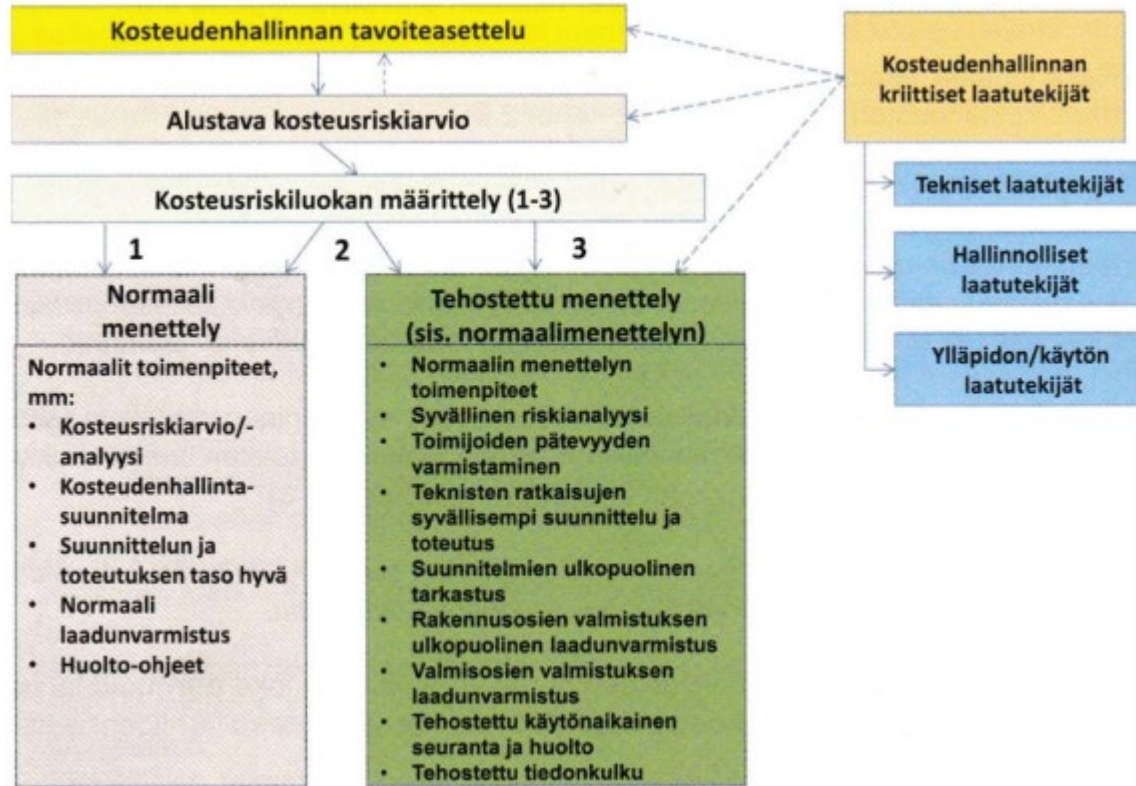 Kosteudenhallinnan tavoiteasettelu
Alustava kosteusriskiarvio
Kosteusriskiluokan määrittely (1-3)
1
2
3
Normaali
menettely
Normaalit toimenpiteet,
mm:
• Kosteusriskiarvio/-
analyysi
• Kosteudenhallinta-
suunnitelma
• Suunnittelun ja
toteutuksen taso hyvä
• Normaali
laadunvarmistus
• Huolto-ohjeet
Tehostettu menettely
(sis. normaalimenettelyn)
• Normaalin menettelyn
toimenpiteet
• Syvällinen riskianalyysi
• Toimijoiden pätevyyden
varmistaminen
• Teknisten ratkaisujen
syvällisempi suunnittelu ja
toteutus
• Suunnitelmien ulkopuolinen
tarkastus
• Rakennusosien valmistuksen
ulkopuolinen laadunvarmistus
• Valmisosien valmistuksen
laadunvarmistus
• Tehostettu käytönaikainen
seuranta ja huolto
• Tehostettu tiedonkulku
Kosteudenhallinnan
kriittiset laatutekijät
Tekniset laatutekijät
Hallinnolliset
laatutekijät
Ylläpidon/käytön
laatutekijät